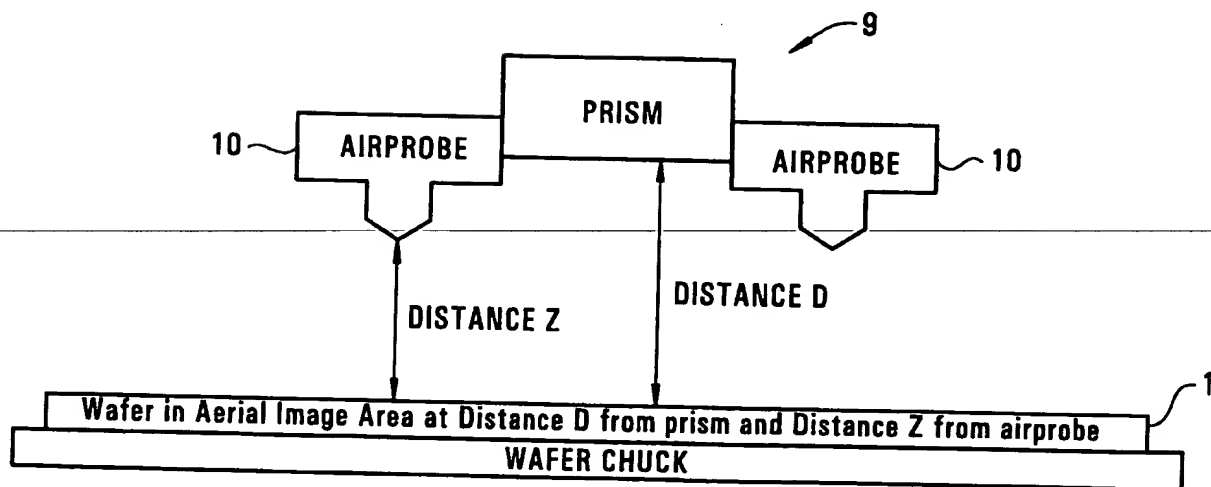 9
PRISM
10
AIRPROBE
AIRPROBE
10
DISTANCE Z
DISTANCE D
1
Wafer in Aerial Image Area at Distance D from prism and Distance Z from airprobe
WAFER CHUCK